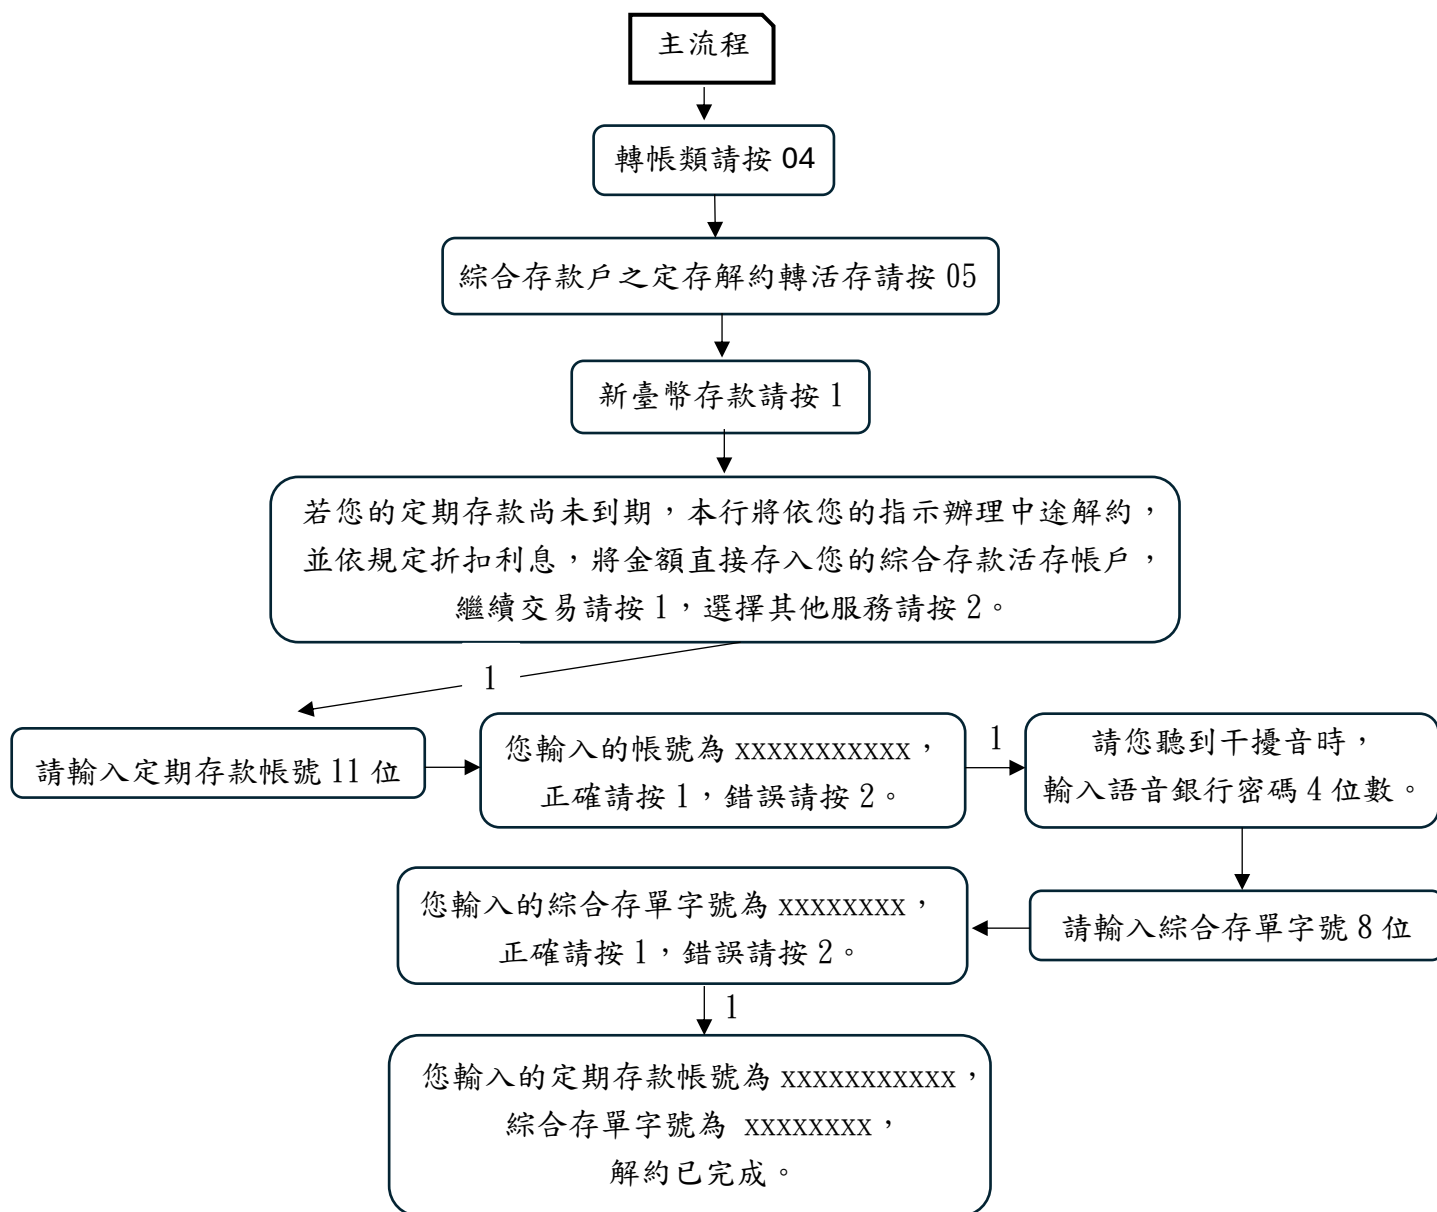 主流程
轉帳類請按 04
綜合存款戶之定存解約轉活存請按 05
新臺幣存款請按 1
若您的定期存款尚未到期，本行將依您的指示辦理中途解約，
並依規定折扣利息，將金額直接存入您的綜合存款活存帳戶，
繼續交易請按 1，選擇其他服務請按 2。
1
請輸入定期存款帳號 11 位
您輸入的帳號為 xxxxxxxxxxx，
正確請按 1，錯誤請按 2。
1
請您聽到干擾音時，
輸入語音銀行密碼 4 位數。
請輸入綜合存單字號 8 位
您輸入的綜合存單字號為 xxxxxxxx，
正確請按 1，錯誤請按 2。
1
您輸入的定期存款帳號為 xxxxxxxxxxx，
綜合存單字號為 xxxxxxxx，
解約已完成。